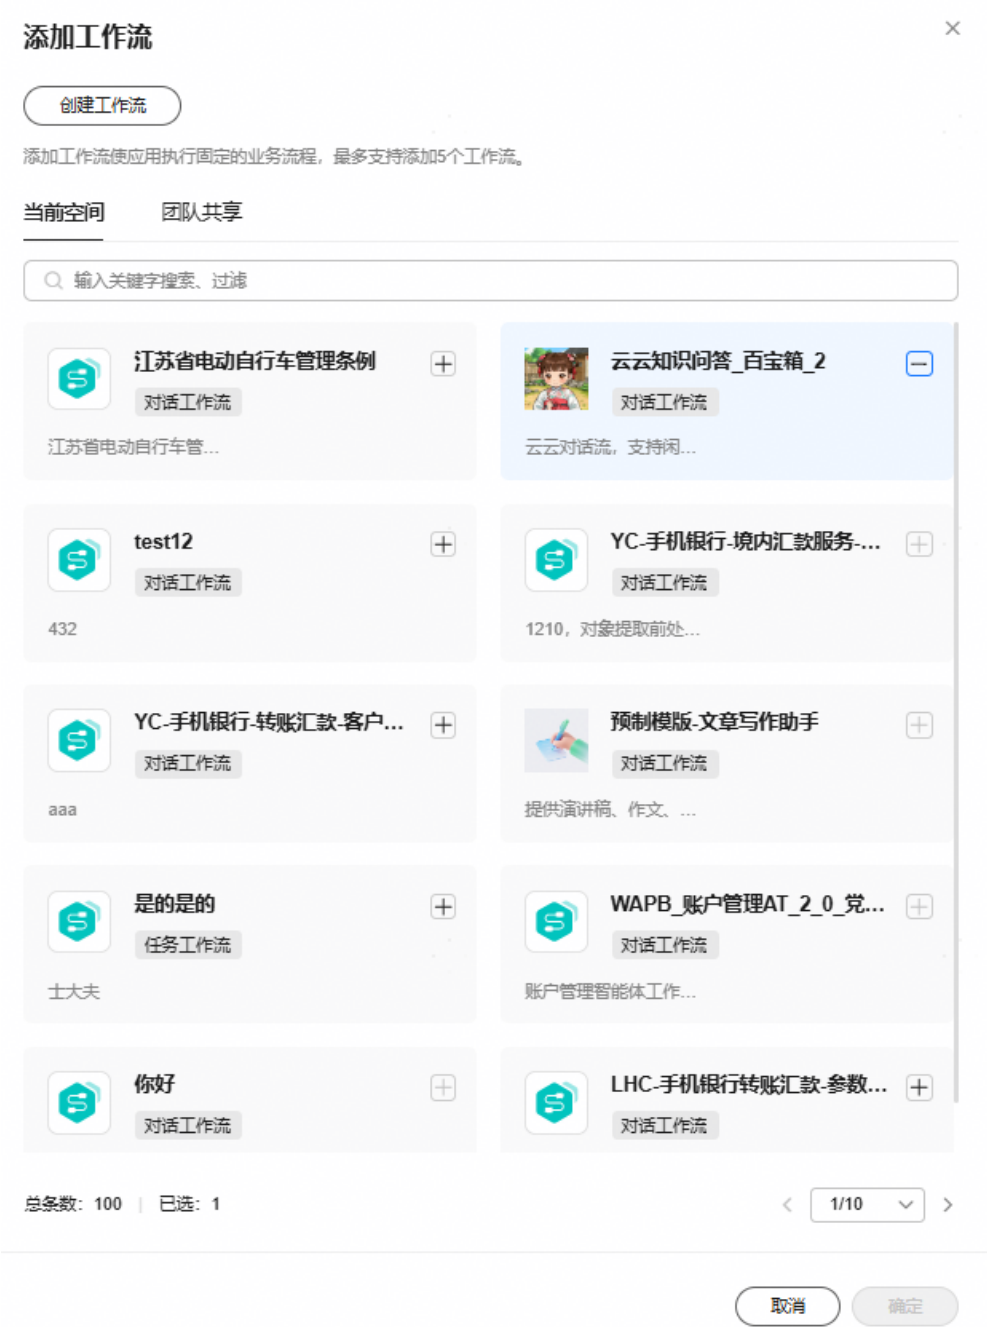 添加工作流
创建工作流
添加工作流使应用执行固定的业务流程，最多支持添加5个工作流。
当前空间
团队共享
输入关键字搜索、过滤
江苏省电动自行车管理条例
对话工作流
江苏省电动自行车管...
云云知识问答_百宝箱_2
对话工作流
云云对话流，支持闲...
test12
对话工作流
432
YC-手机银行-境内汇款服务-...
对话工作流
1210，对象提取前处...
YC-手机银行-转账汇款-客户...
对话工作流
aaa
预制模版-文章写作助手
对话工作流
提供演讲稿、作文、...
是的是的
任务工作流
士大夫
WAPB_账户管理AT_2_0_党...
对话工作流
账户管理智能体工作...
你好
对话工作流
LHC-手机银行转账汇款-参数...
对话工作流
总条数：100
已选：1
1/10
取消
确定